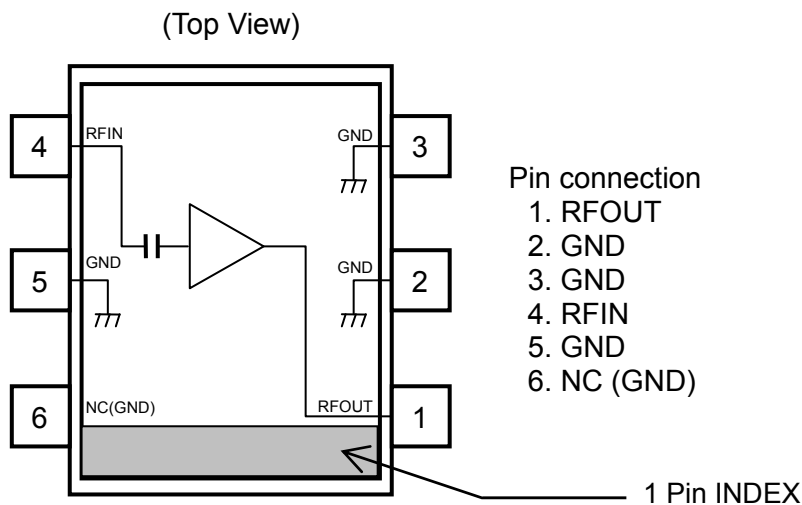 (Top View)
4
RFIN
GND
3
5
GND
GND
2
6
NC(GND)
RFOUT
1
Pin connection
1. RFOUT
2. GND
3. GND
4. RFIN
5. GND
6. NC (GND)
1 Pin INDEX